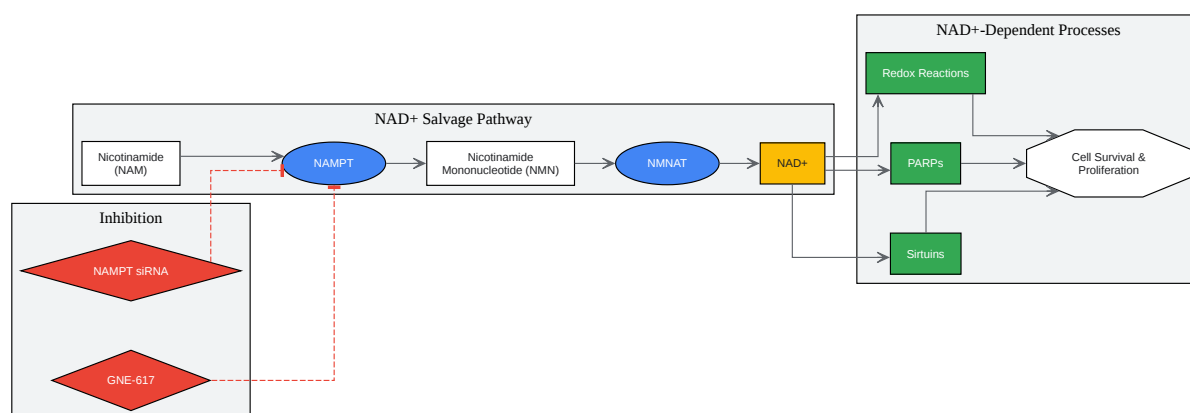 NAD+-Dependent Processes
Redox Reactions
NAD+ Salvage Pathway
Nicotinamide
(NAM)
NAMPT
Nicotinamide
Mononucleotide (NMN)
NMNAT
NAD+
PARPs
Cell Survival &
Proliferation
Inhibition
NAMPT siRNA
Sirtuins
GNE-617